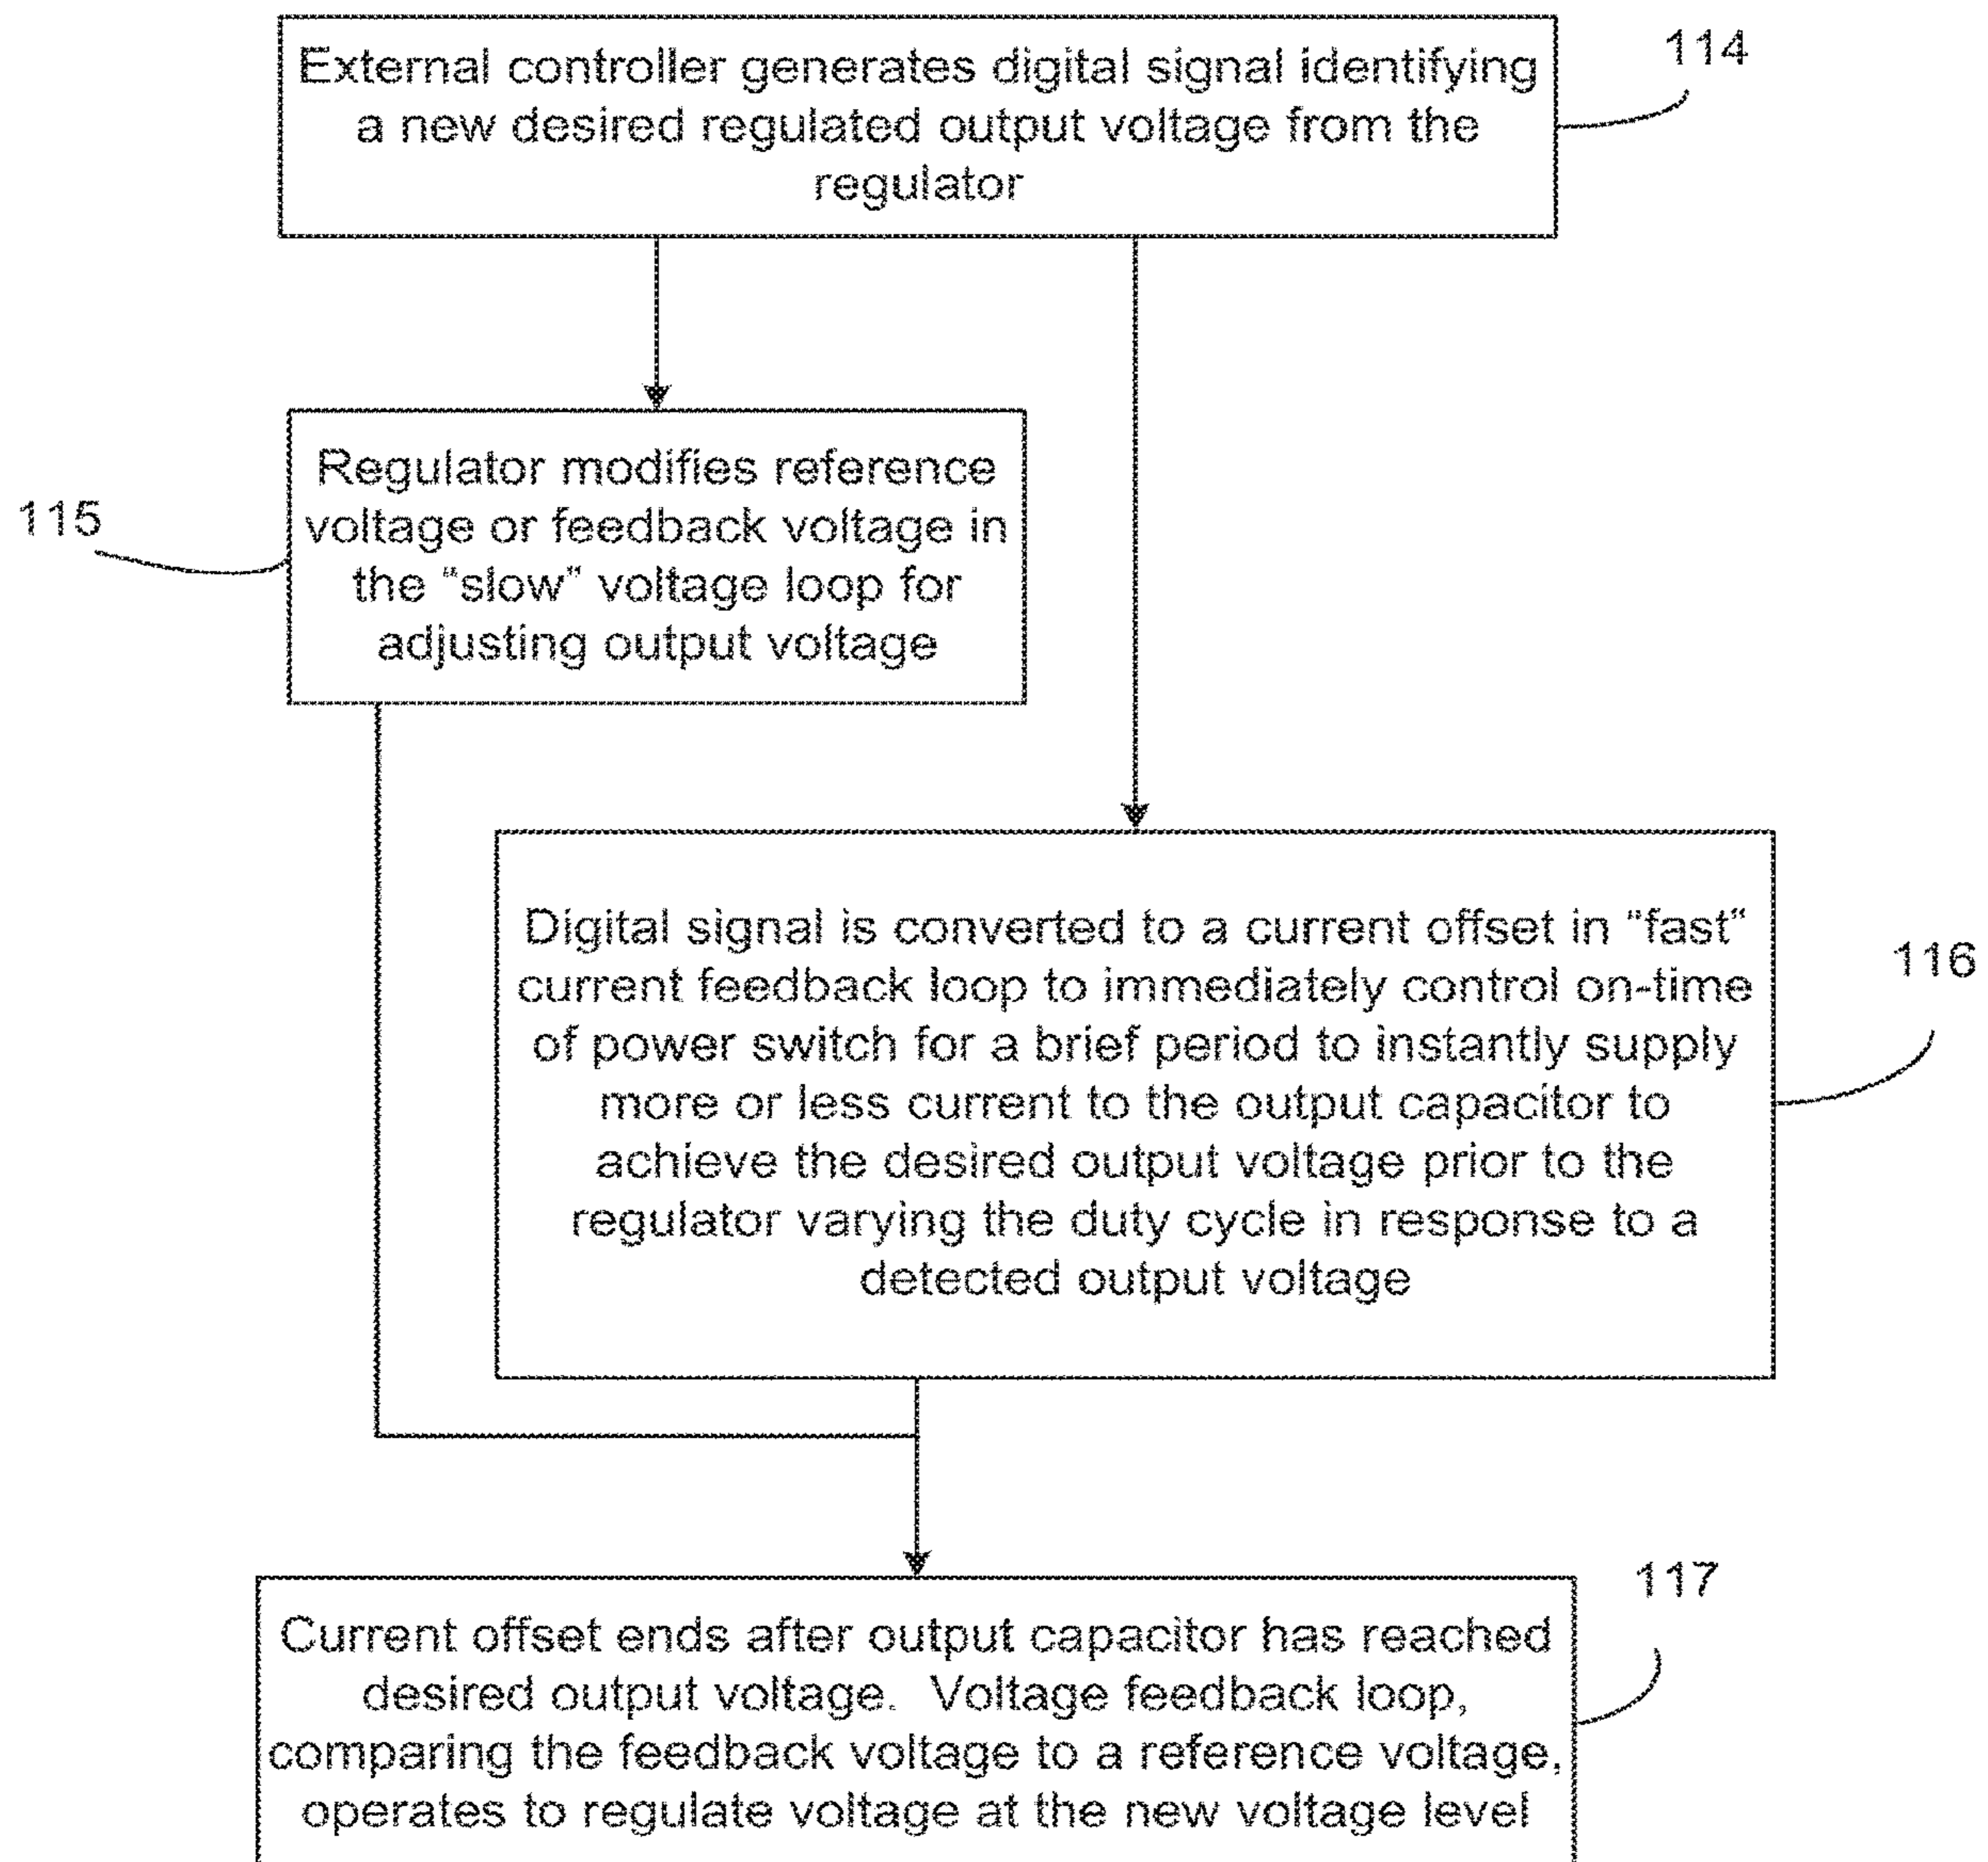 External controller generates digital signal identifying
a new desired regulated output voltage from the
regulator
114
Regulator modifies reference
voltage or feedback voltage in
the “slow” voltage loop for
adjusting output voltage
115
Digital signal is converted to a current offset in “fast“
current feedback loop to immediately control on-time
of power switch for a brief period to instantly supply
more or less current to the output capacitor to
achieve the desired output voltage prior to the
regulator varying the duty cycle in response to a
detected output voltage
116
Current offset ends after output capacitor has reached
desired output voltage.  Voltage feedback loop,
comparing the feedback voltage to a reference voltage,
operates to regulate voltage at the new voltage level
117